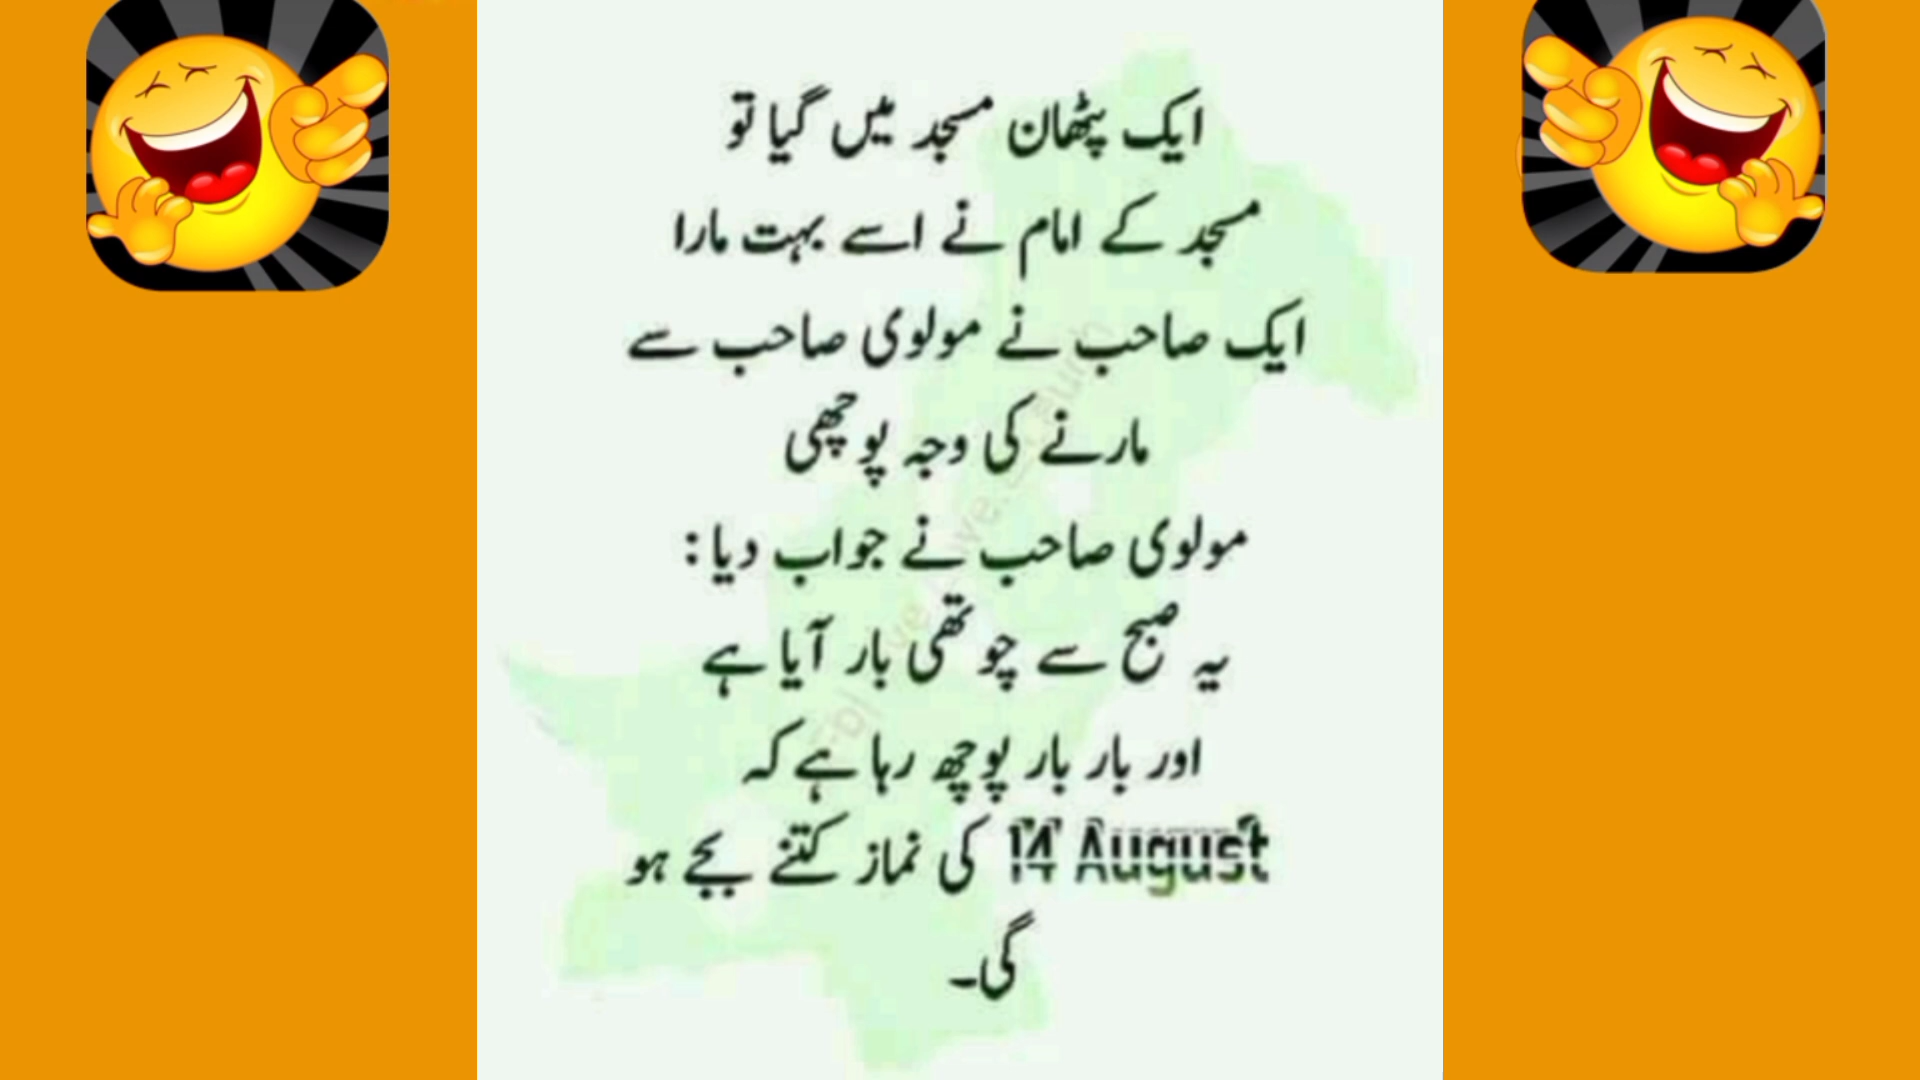 ایک پٹھان مسجد میں گیا تو
مسجد کے امام نے اسے بہت مارا
ایک صاحب نے مولوی صاحب سے
مارنے کی وجہ پوچھی
مولوی صاحب نے جواب دیا:
یہ صبح سے چوتھی بار آیا ہے
اور بار بار پوچھ رہا ہے کہ
14 August کی نماز کتنے بجے ہو
گی۔